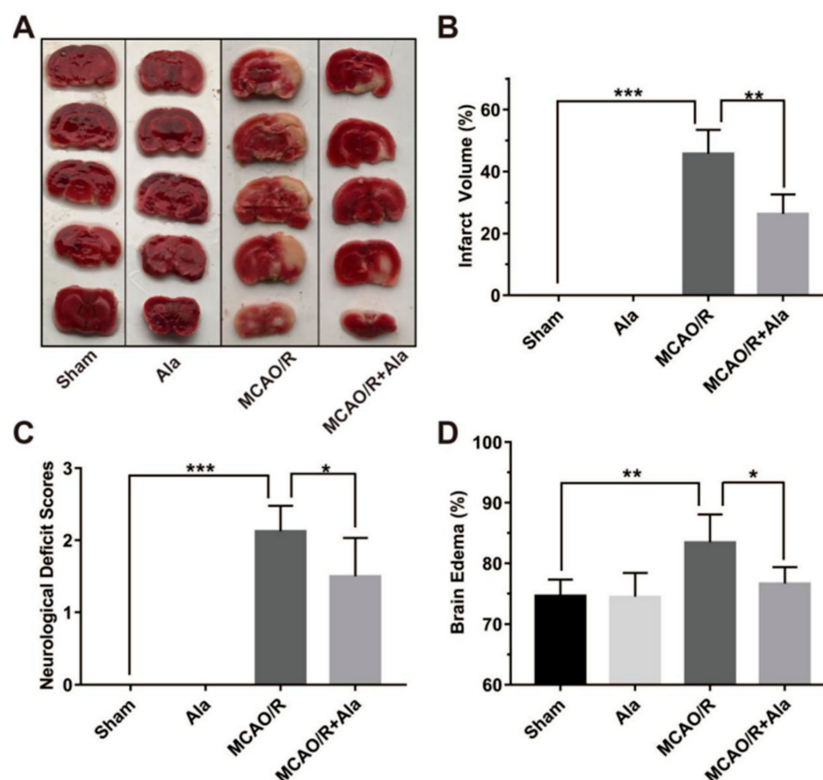 A
Sham
Ala
MCAO/R
MCAO/R+Ala
B
Infarct Volume (%)
60
40
20
0
***
**
Sham
Ala
MCAO/R
MCAO/R+Ala
C
Neurological Deficit Scores
3
2
1
0
***
*
Sham
Ala
MCAO/R
MCAO/R+Ala
D
Brain Edema (%)
100
90
80
70
60
**
*
Sham
Ala
MCAO/R
MCAO/R+Ala